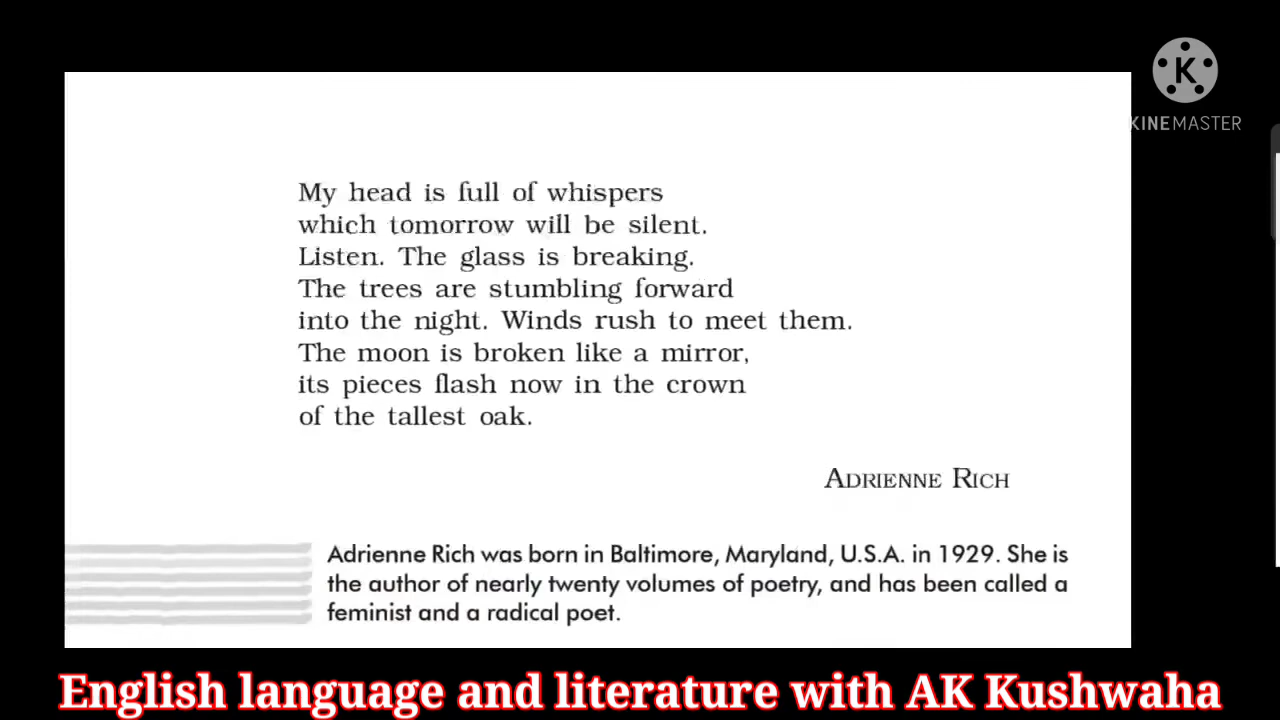 K
KINEMASTER
My head is full of whispers
which tomorrow will be silent.
Listen. The glass is breaking.
The trees are stumbling forward
into the night. Winds rush to meet them.
The moon is broken like a mirror,
its pieces flash now in the crown
of the tallest oak.
ADRIENNE RICH
Adrienne Rich was born in Baltimore, Maryland, U.S.A. in 1929. She is
the author of nearly twenty volumes of poetry, and has been called a
feminist and a radical poet.
English language and literature with AK Kushwaha